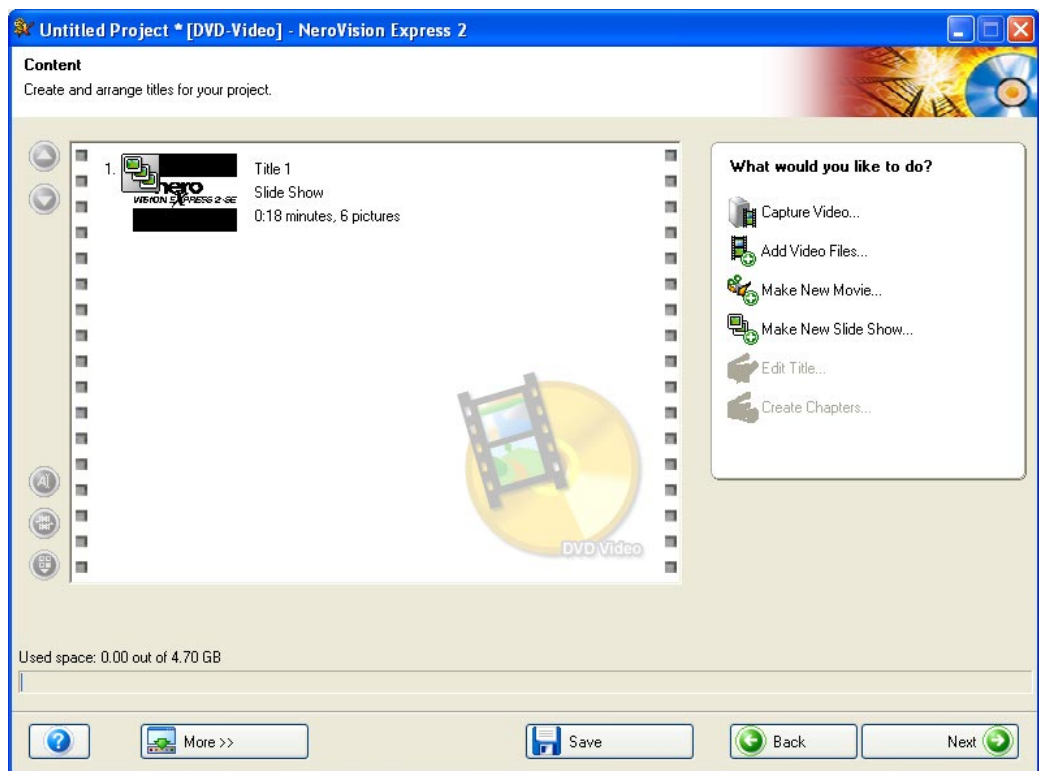 Untitled Project * [DVD-Video] - NeroVision Express 2
Content
Create and arrange titles for your project.
1.
nero
VISION EXPRESS 2-SE
Title 1
Slide Show
0:18 minutes, 6 pictures
DVD Video
What would you like to do?
Capture Video...
Add Video Files...
Make New Movie...
Make New Slide Show...
Edit Title...
Create Chapters...
Used space: 0.00 out of 4.70 GB
More >>
Save
Back
Next